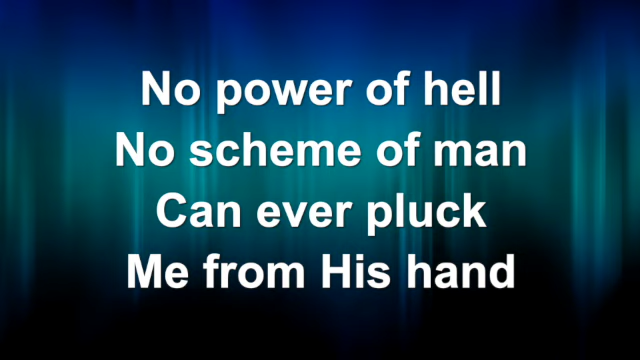 No power of hell
No scheme of man
Can ever pluck
Me from His hand